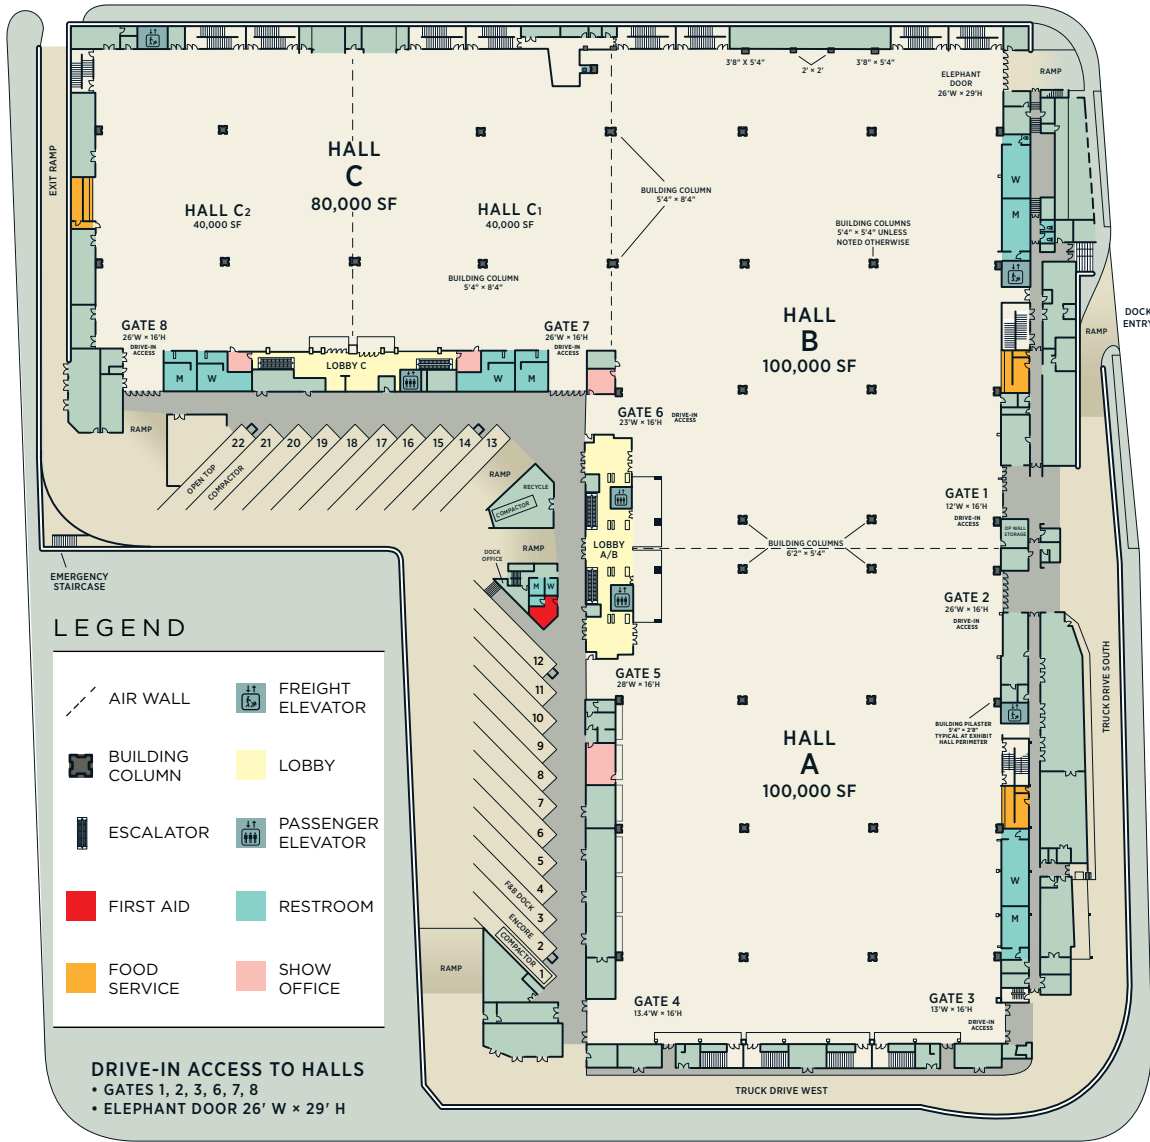 3'8" X 5'4"
2' × 2'
3'8" × 5'4"
ELEPHANT
DOOR
26'W × 29'H
RAMP
EXIT RAMP
HALL
C
80,000 SF
HALL C2
40,000 SF
HALL C1
40,000 SF
BUILDING COLUMN
5'4" × 8'4"
BUILDING COLUMNS
5'4" × 5'4" UNLESS
NOTED OTHERWISE
W
M
BUILDING COLUMN
5'4" × 8'4"
HALL
B
100,000 SF
DOCK
ENTRY
RAMP
GATE 8
26'W × 16'H
DRIVE-IN
ACCESS
GATE 7
26'W × 16'H
DRIVE-IN
ACCESS
M
W
LOBBY C
W
M
GATE 6
23'W × 16'H
DRIVE-IN
ACCESS
RAMP
22
21
20
19
18
17
16
15
14
13
OPEN TOP
COMPACTOR
RAMP
RECYCLE
COMPACTOR
RAMP
DOCK
OFFICE
M
W
LOBBY
A/B
BUILDING COLUMNS
6'2" × 5'4"
GATE 1
12'W × 16'H
DRIVE-IN
ACCESS
OP WALL
STORAGE
GATE 2
26'W × 16'H
DRIVE-IN
ACCESS
EMERGENCY
STAIRCASE
LEGEND
AIR WALL
FREIGHT
ELEVATOR
BUILDING
COLUMN
LOBBY
ESCALATOR
PASSENGER
ELEVATOR
FIRST AID
RESTROOM
FOOD
SERVICE
SHOW
OFFICE
12
11
10
9
8
7
6
5
4
3
2
1
F&B DOCK
ENCORE
COMPACTOR
RAMP
GATE 5
28'W × 16'H
BUILDING PILASTER
5'4" × 2'8"
TYPICAL AT EXHIBIT
HALL PERIMETER
HALL
A
100,000 SF
TRUCK DRIVE SOUTH
W
M
GATE 4
13.4'W × 16'H
GATE 3
13'W × 16'H
DRIVE-IN
ACCESS
TRUCK DRIVE WEST
DRIVE-IN ACCESS TO HALLS
• GATES 1, 2, 3, 6, 7, 8
• ELEPHANT DOOR 26' W × 29' H